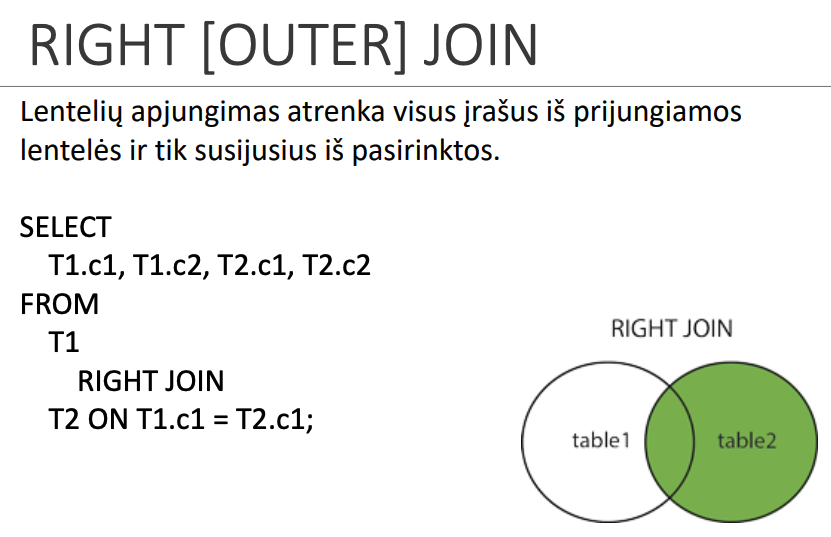 RIGHT [OUTER] JOIN
Lentelių apjungimas atrenka visus įrašus iš prijungiamos
lentelės ir tik susijusius iš pasirinktos.
SELECT
T1.c1, T1.c2, T2.c1, T2.c2
FROM
T1
RIGHT JOIN
T2 ON T1.c1 = T2.c1;
RIGHT JOIN
table1
table2